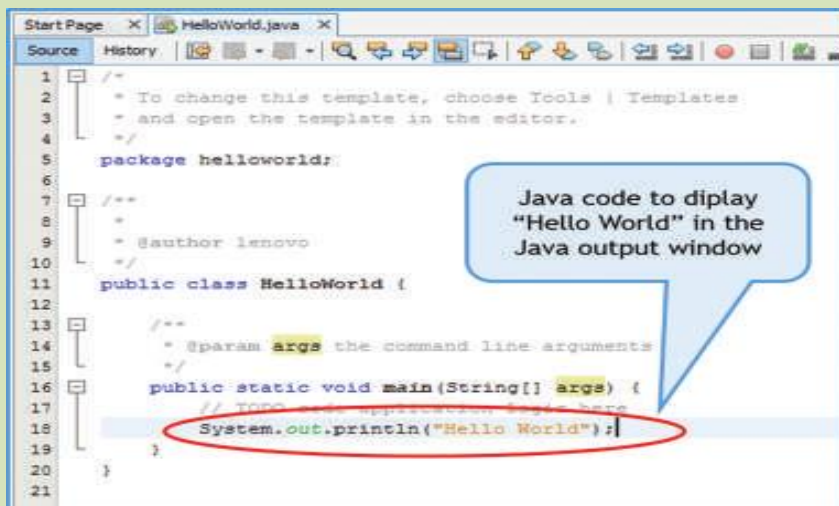 Start Page
HelloWorld.java
Source
History
1 /*
2 * To change this template, choose Tools | Templates
3 * and open the template in the editor.
4 */
5 package helloworld;
6
7 /**
8 *
9 * @author lenovo
10 */
11 public class HelloWorld {
12
13 /**
14 * @param args the command line arguments
15 */
16 public static void main(String[] args) {
17 // TODO code application logic here
18 System.out.println("Hello World");
19 }
20 }
21
Java code to diplay
“Hello World” in the
Java output window